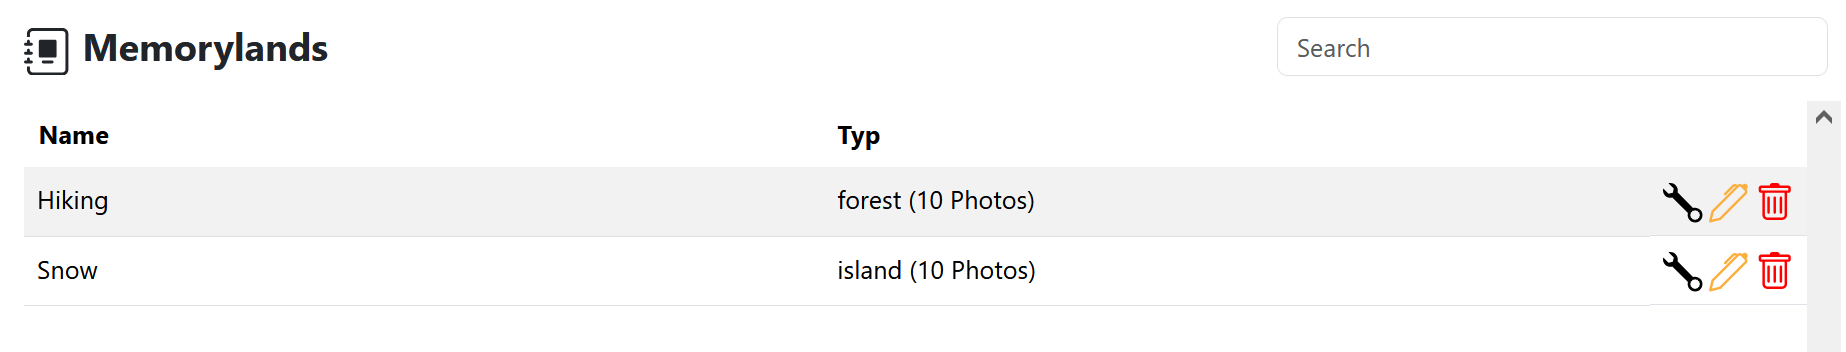 Memorylands
Search
Name Typ
Hiking forest (10 Photos)
Snow island (10 Photos)